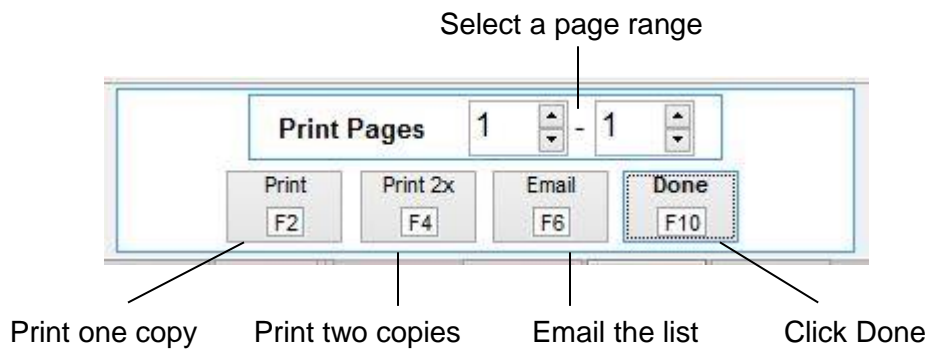 Select a page range
Print Pages 1 - 1
Print Print 2x Email Done
F2 F4 F6 F10
Print one copy Print two copies Email the list Click Done